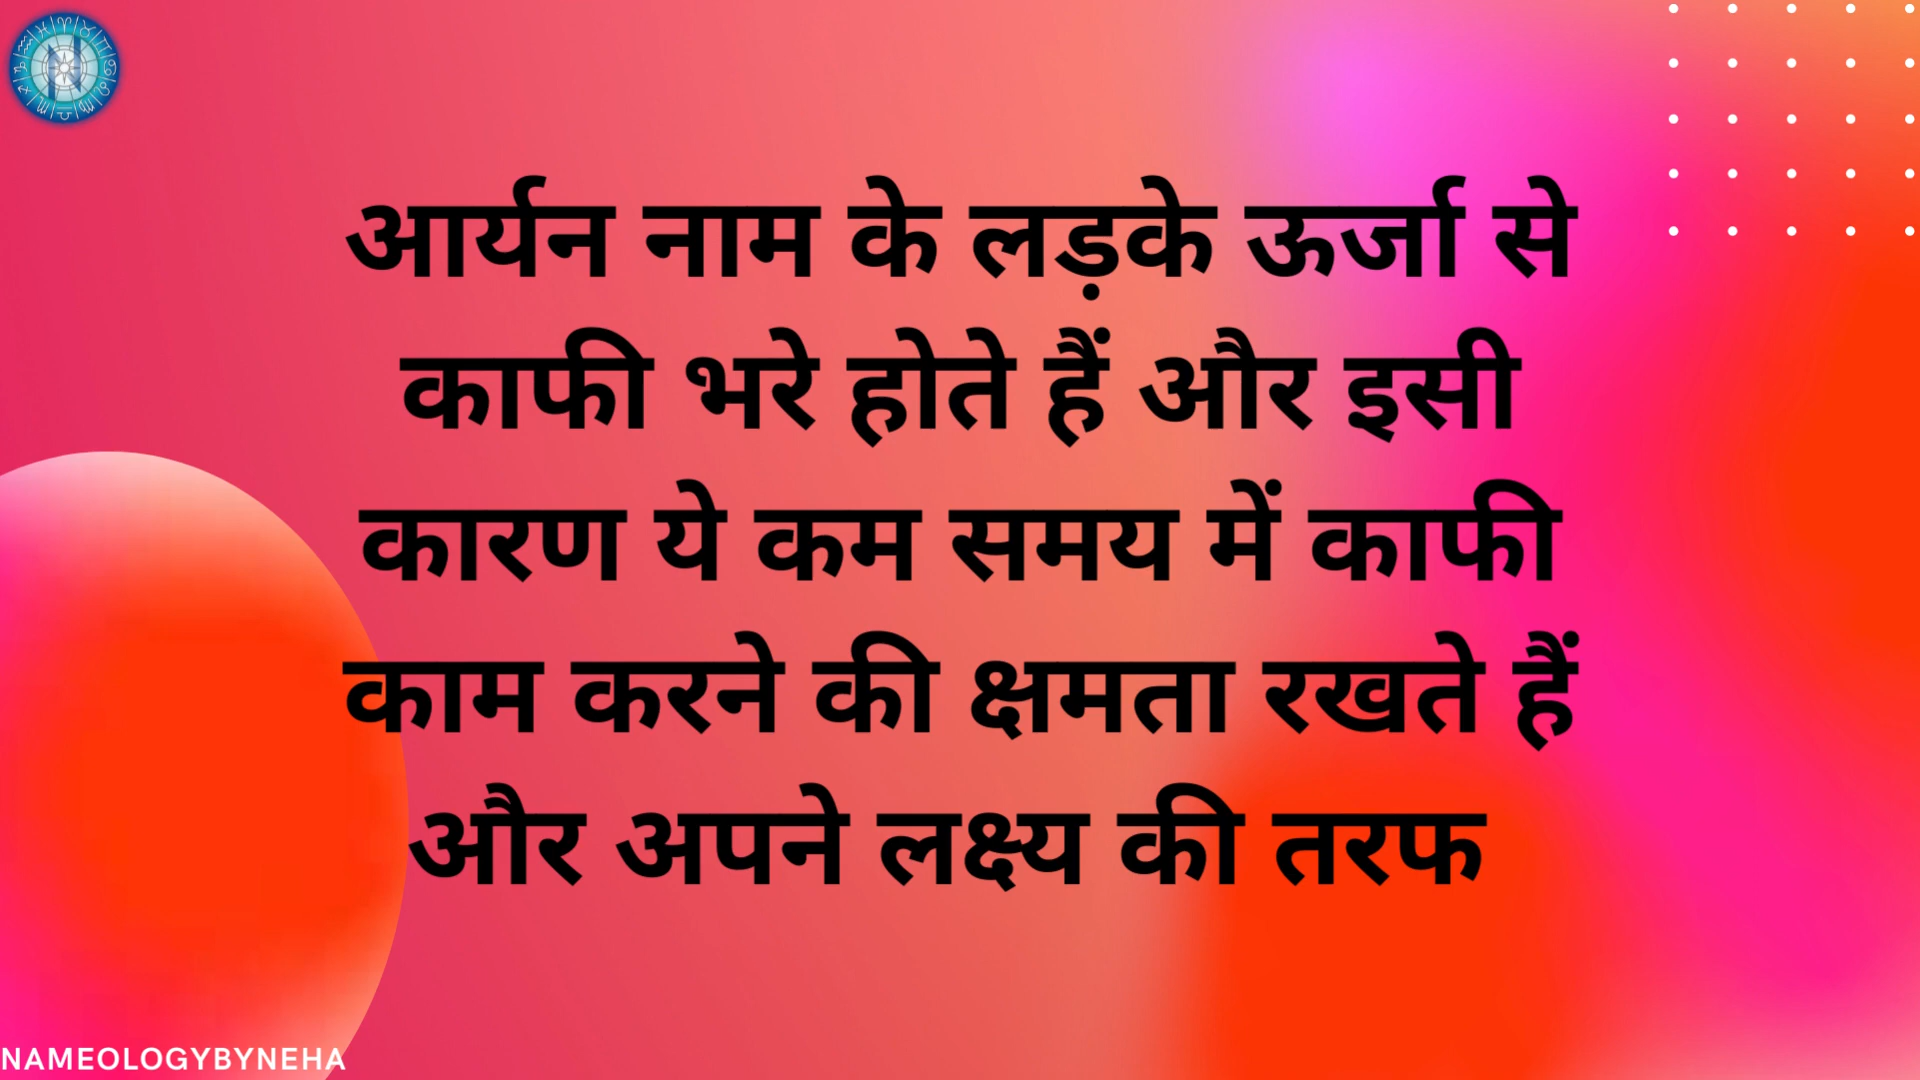 आर्यन नाम के लड़के ऊर्जा से
काफी भरे होते हैं और इसी
कारण ये कम समय में काफी
काम करने की क्षमता रखते हैं
और अपने लक्ष्य की तरफ
NAMEOLOGYBYNEHA